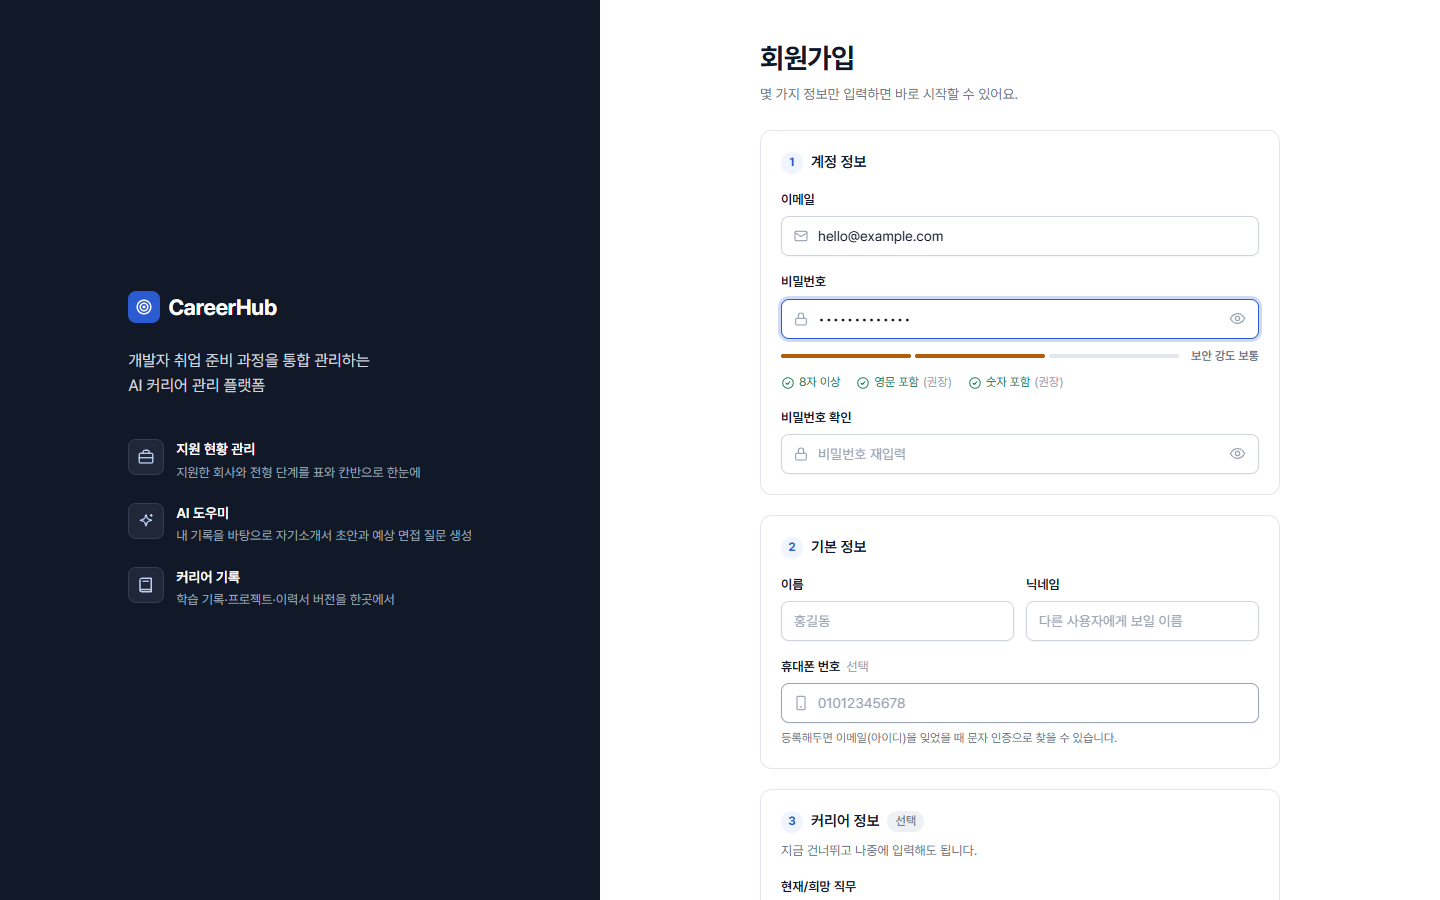 CareerHub
개발자 취업 준비 과정을 통합 관리하는
AI 커리어 관리 플랫폼
지원 현황 관리
지원한 회사와 전형 단계를 표와 칸반으로 한눈에
AI 도우미
내 기록을 바탕으로 자기소개서 초안과 예상 면접 질문 생성
커리어 기록
학습 기록·프로젝트·이력서 버전을 한곳에서
회원가입
몇 가지 정보만 입력하면 바로 시작할 수 있어요.
1 계정 정보
이메일
hello@example.com
비밀번호
•••••••••••••
보안 강도 보통
8자 이상 영문 포함 (권장) 숫자 포함 (권장)
비밀번호 확인
비밀번호 재입력
2 기본 정보
이름 닉네임
홍길동 다른 사용자에게 보일 이름
휴대폰 번호 선택
01012345678
등록해두면 이메일(아이디)을 잊었을 때 문자 인증으로 찾을 수 있습니다.
3 커리어 정보 선택
지금 건너뛰고 나중에 입력해도 됩니다.
현재/희망 직무